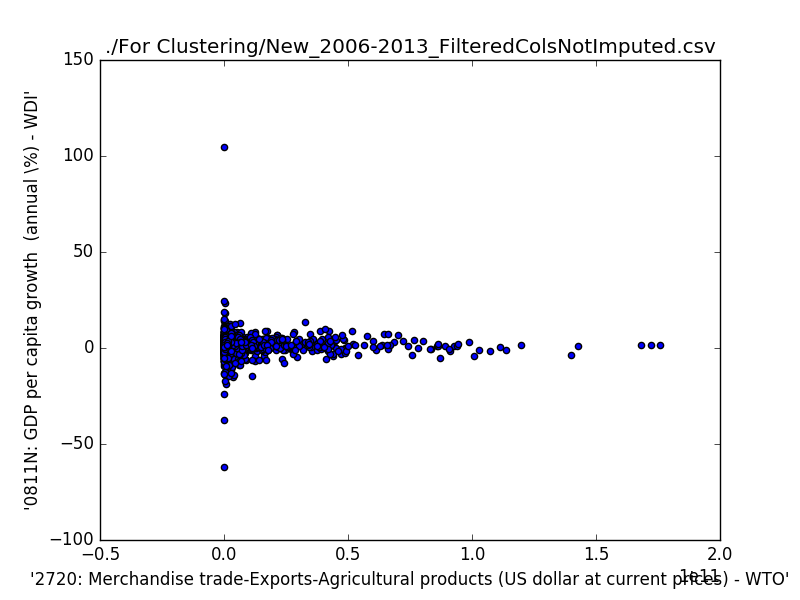 ./For Clustering/New_2006-2013_FilteredColsNotImputed.csv
150
100
50
0
−50
−100
'0811N: GDP per capita growth  (annual \%) - WDI'
−0.5 0.0 0.5 1.0 1.5 2.0
1e11
'2720: Merchandise trade-Exports-Agricultural products (US dollar at current prices) - WTO'